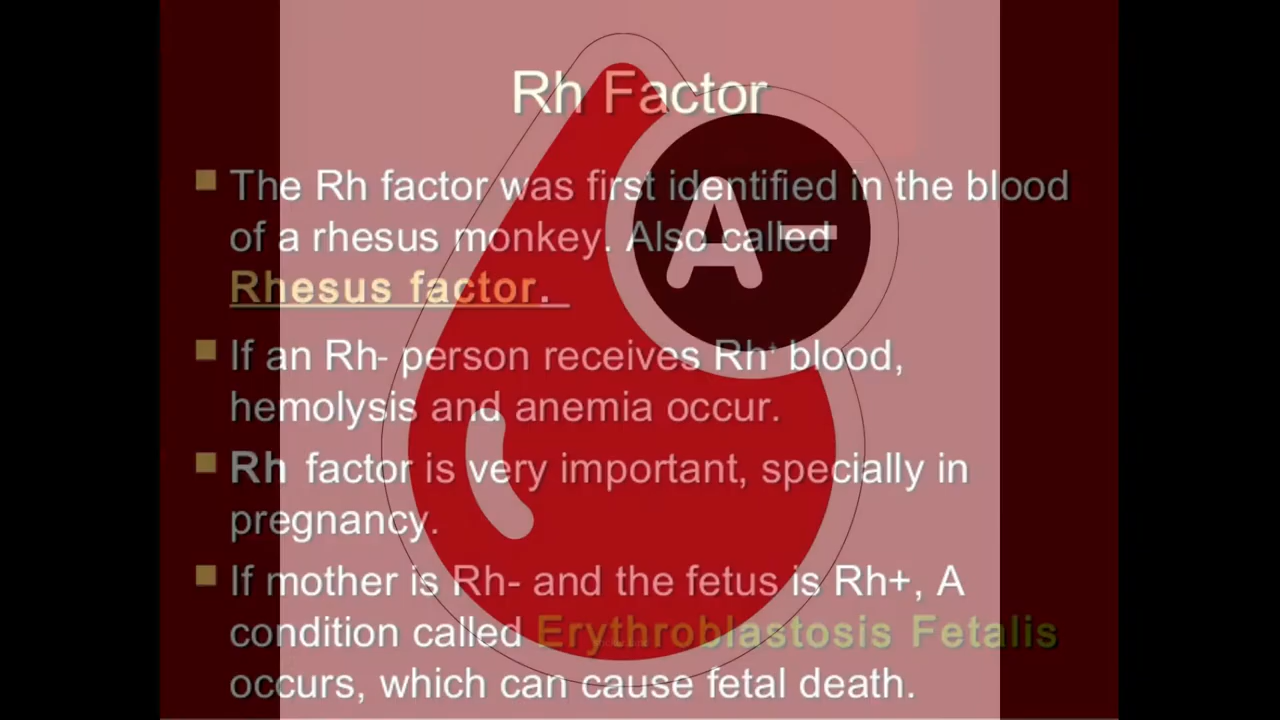 Rh Factor
The Rh factor was first identified in the blood
of a rhesus monkey. Also called
Rhesus factor.
If an Rh- person receives Rh⁺ blood,
hemolysis and anemia occur.
Rh factor is very important, specially in
pregnancy.
If mother is Rh- and the fetus is Rh+, A
condition called Erythroblastosis Fetalis
occurs, which can cause fetal death.
A-